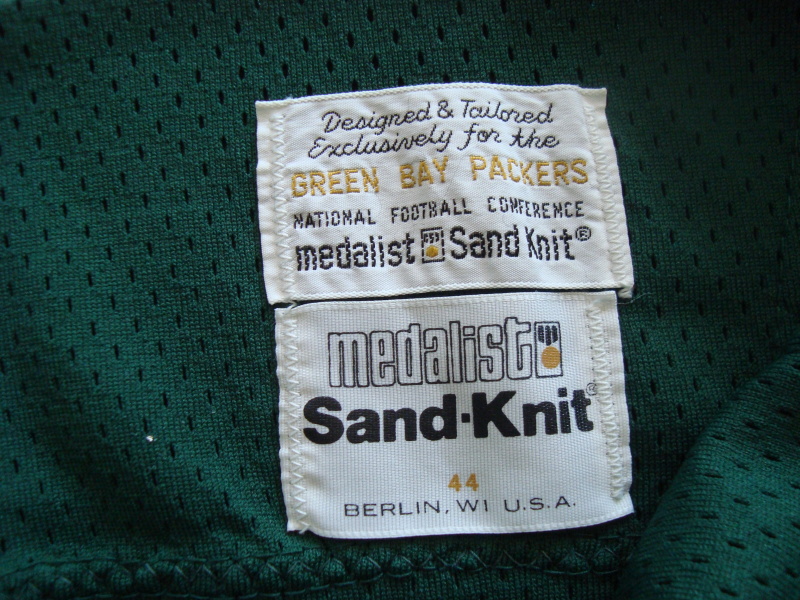 Designed & Tailored
Exclusively for the
GREEN BAY PACKERS
NATIONAL FOOTBALL CONFERENCE
medalist Sand Knit®
medalist
Sand-Knit®
44
BERLIN, WI U.S.A.